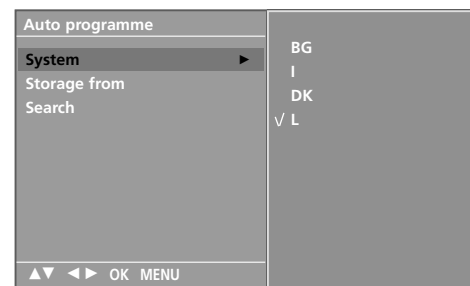 Auto programme
System ►
Storage from
Search
BG
I
DK
√ L
▲▼ ◄► OK MENU